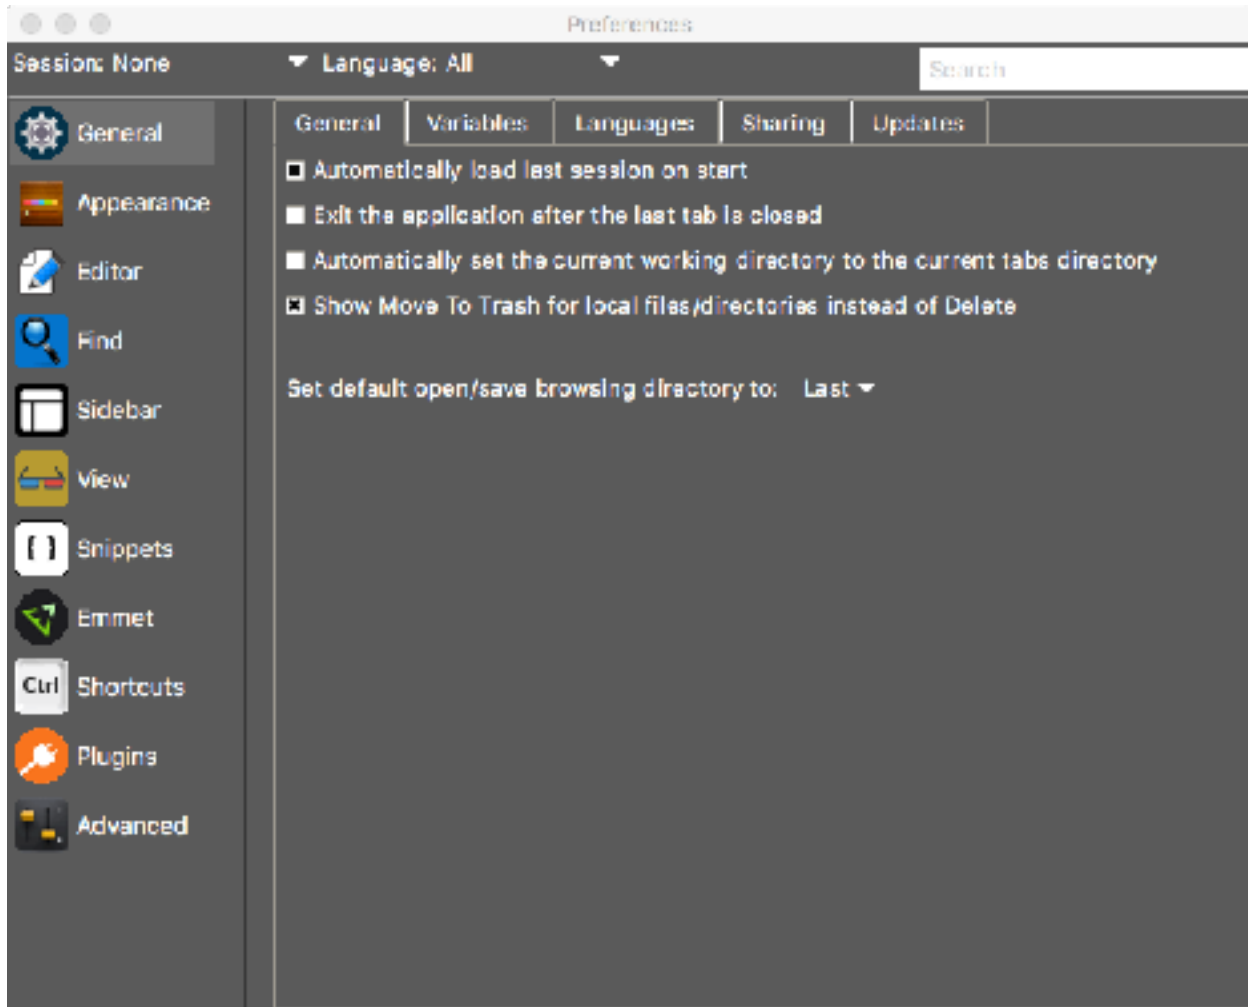 Preferences
Session: None
Language: All
Search
General
Appearance
Editor
Find
Sidebar
View
{ } Snippets
Emmet
Ctrl Shortcuts
Plugins
Advanced
General Variables Languages Sharing Updates
Automatically load last session on start
Exit the application after the last tab is closed
Automatically set the current working directory to the current tabs directory
Show Move To Trash for local files/directories instead of Delete
Set default open/save browsing directory to: Last